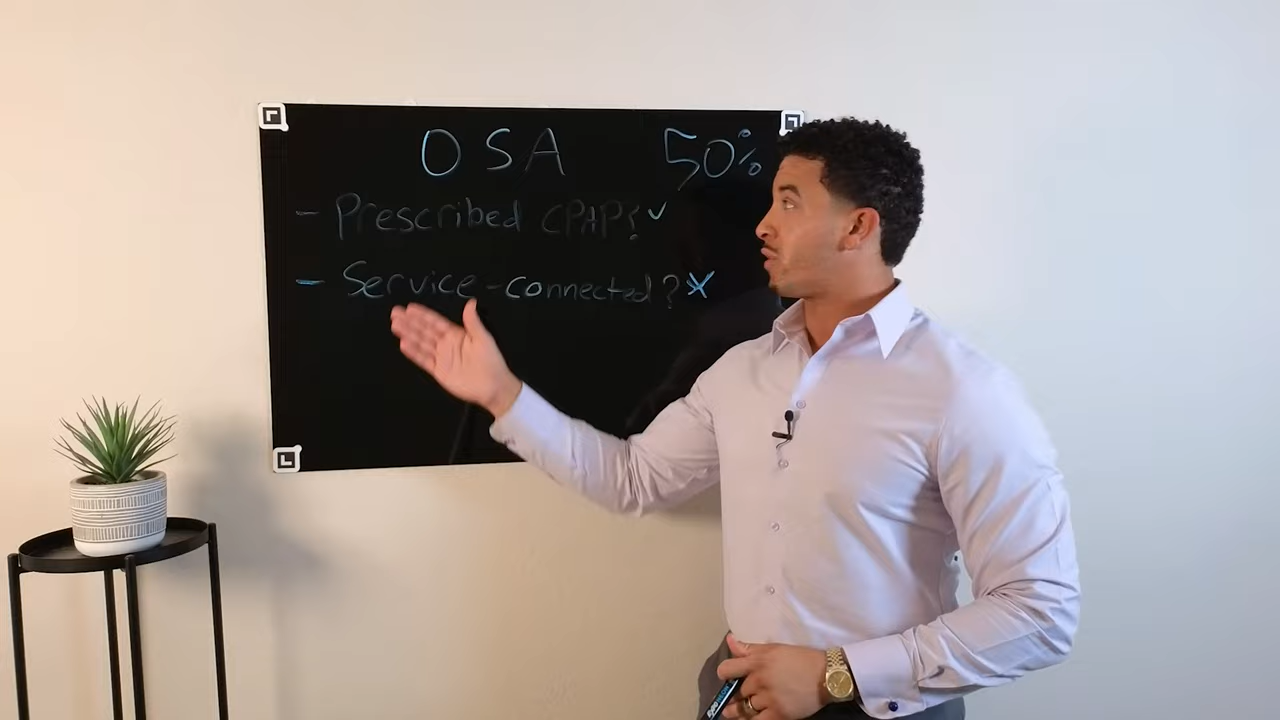 OSA 50%
- Prescribed CPAP? ✓
- Service-connected? X